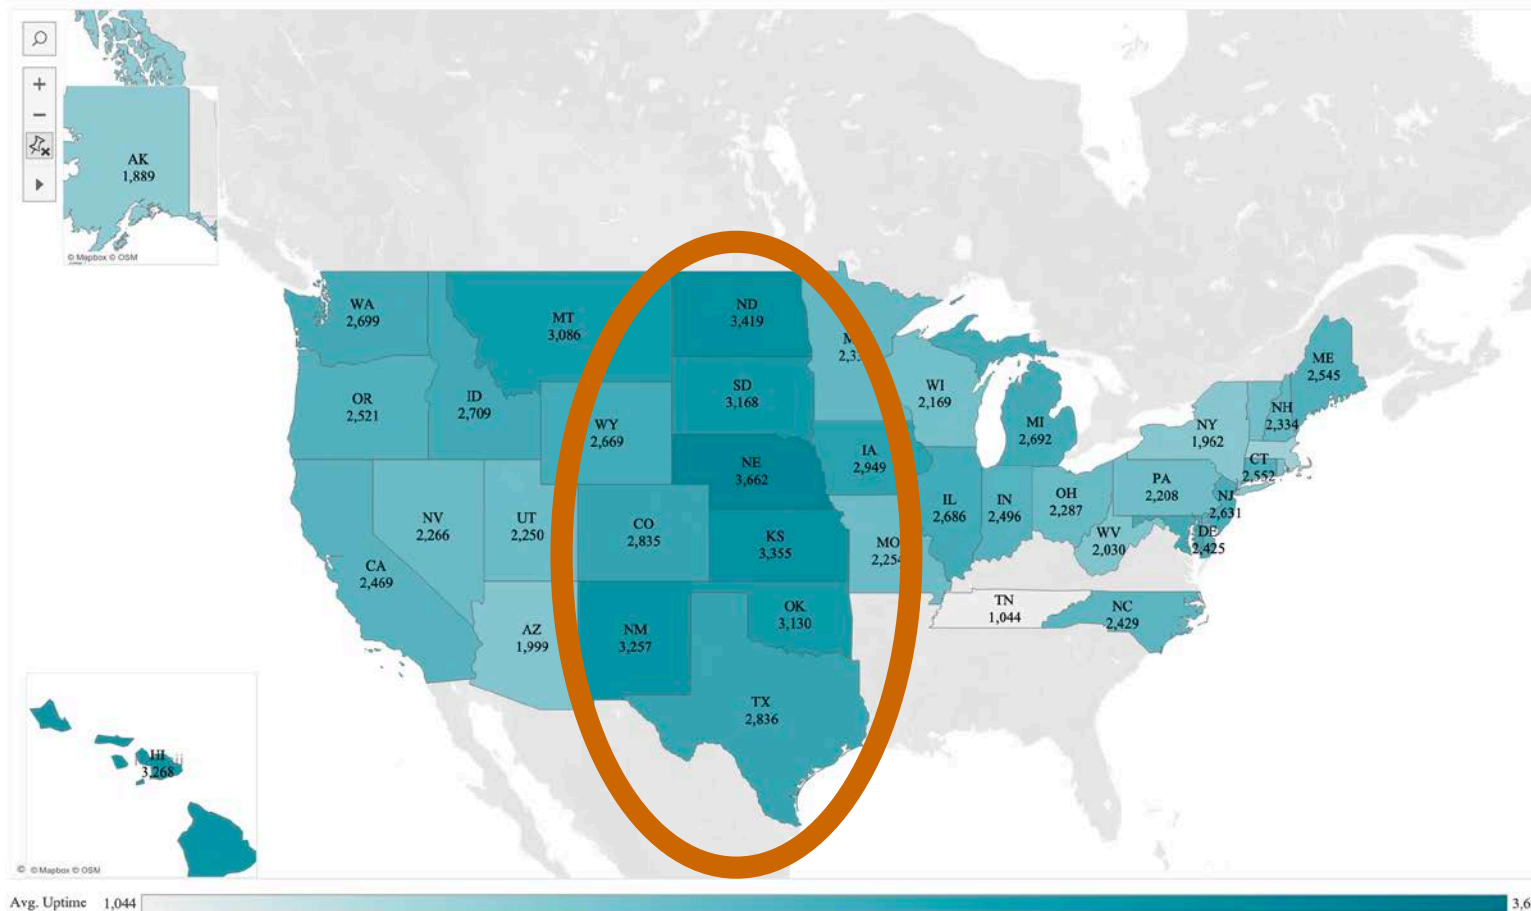 AK
1,889
© Mapbox © OSM
WA
2,699
MT
3,086
ND
3,419
ME
2,545
OR
2,521
ID
2,709
SD
3,168
WI
2,169
MI
2,692
NY
1,962
NH
2,334
WY
2,669
NE
3,662
IA
2,949
CT
2,552
PA
2,208
NJ
2,631
NV
2,266
UT
2,250
CO
2,835
KS
3,355
MO
IL
2,686
IN
2,496
OH
2,287
WV
2,030
DE
2,425
CA
2,469
AZ
1,999
NM
3,257
OK
3,130
TN
1,044
NC
2,429
TX
2,836
HI
3,268
© © Mapbox © OSM
Avg. Uptime 1,044